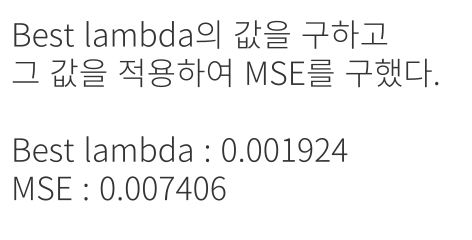 Best lambda의 값을 구하고
그 값을 적용하여 MSE를 구했다.
Best lambda : 0.001924
MSE : 0.007406